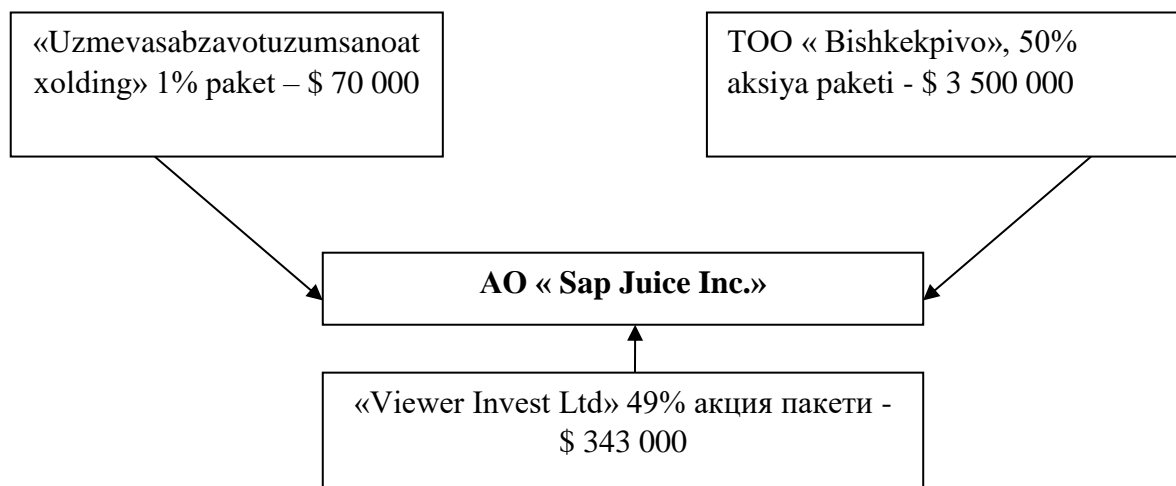 «Uzmevasabzavotuzumsanoat
xolding» 1% paket – $ 70 000
ТОО « Bishkekpivo», 50%
aksiya paketi - $ 3 500 000
АО « Sap Juice Inc.»
«Viewer Invest Ltd» 49% акция пакети -
$ 343 000